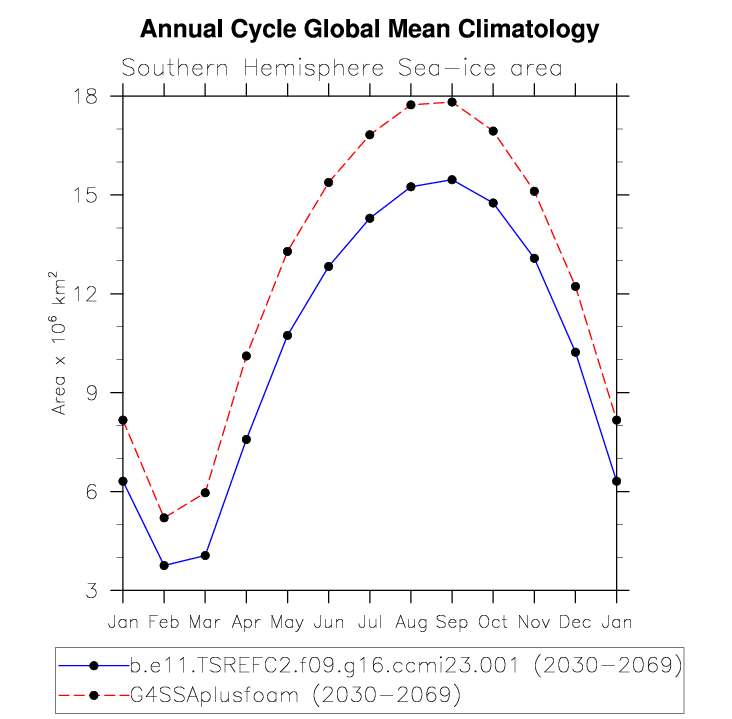 Annual Cycle Global Mean Climatology
Southern Hemisphere Sea-ice area
18
15
12
9
6
3
Area x 10⁶ km²
Jan Feb Mar Apr May Jun Jul Aug Sep Oct Nov Dec Jan
b.e11.TSREFC2.f09.g16.ccmi23.001 (2030-2069)
G4SSAplusfoam (2030-2069)